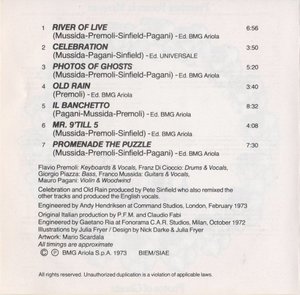 1 RIVER OF LIVE 6:56
(Mussida-Premoli-Sinfield-Pagani) - Ed. BMG Ariola
2 CELEBRATION 3:50
(Mussida-Pagani-Sinfield) - Ed. UNIVERSALE
3 PHOTOS OF GHOSTS 5:20
(Mussida-Premoli-Sinfield-Pagani) - Ed. BMG Ariola
4 OLD RAIN 3:40
(Premoli) - Ed. BMG Ariola
5 IL BANCHETTO 8:32
(Pagani-Mussida-Premoli) - Ed. BMG Ariola
6 MR. 9'TILL 5 4:08
(Mussida-Premoli-Sinfield-Pagani) - Ed. BMG Ariola
7 PROMENADE THE PUZZLE 7:30
(Mussida-Premoli-Sinfield-Pagani) - Ed. BMG Ariola
Flavio Premoli: Keyboards & Vocals, Franz Di Cioccio: Drums & Vocals,
Giorgio Piazza: Bass, Franco Mussida: Guitars & Vocals,
Mauro Pagani: Violin & Woodwind
Celebration and Old Rain produced by Pete Sinfield who also remixed the
other tracks and produced the English vocals.
Engineered by Andy Hendriksen at Command Studios, London, February 1973
Original Italian production by P.F.M. and Claudio Fabi
Engineered by Gaetano Ria at Fonorama C.A.R. Studios, Milan, October 1972
Illustrations by Julia Fryer / Design by Nick Darke & Julia Fryer
Artwork: Mario Scardala
All timings are approximate
© ℗ BMG Ariola S.p.A. 1973 BIEM/SIAE
All rights reserved. Unauthorized duplication is a violation of applicable laws.